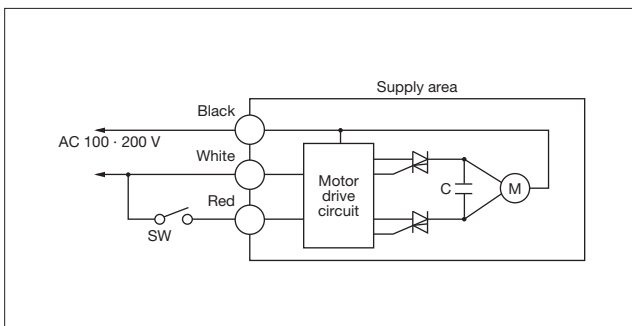 Supply area
Black
AC 100 · 200 V
White
Red
SW
Motor
drive
circuit
C
M